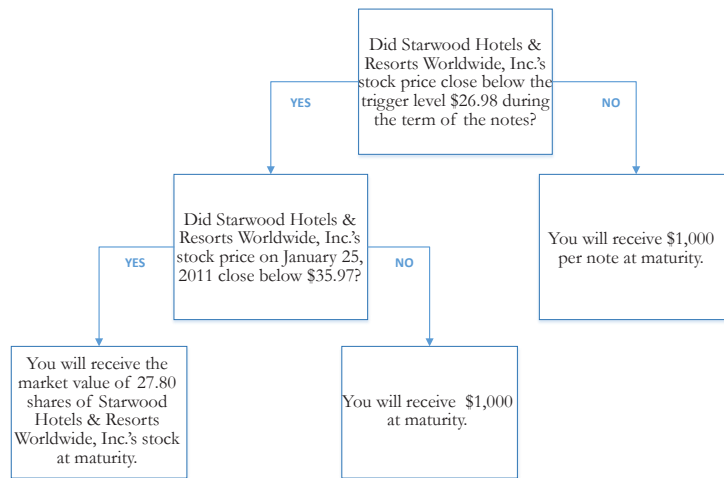 Did Starwood Hotels &
Resorts Worldwide, Inc.'s
stock price close below the
trigger level $26.98 during
the term of the notes?
YES
NO
Did Starwood Hotels &
Resorts Worldwide, Inc.'s
stock price on January 25,
2011 close below $35.97?
You will receive $1,000
per note at maturity.
YES
NO
You will receive the
market value of 27.80
shares of Starwood
Hotels & Resorts
Worldwide, Inc.'s stock
at maturity.
You will receive $1,000
at maturity.